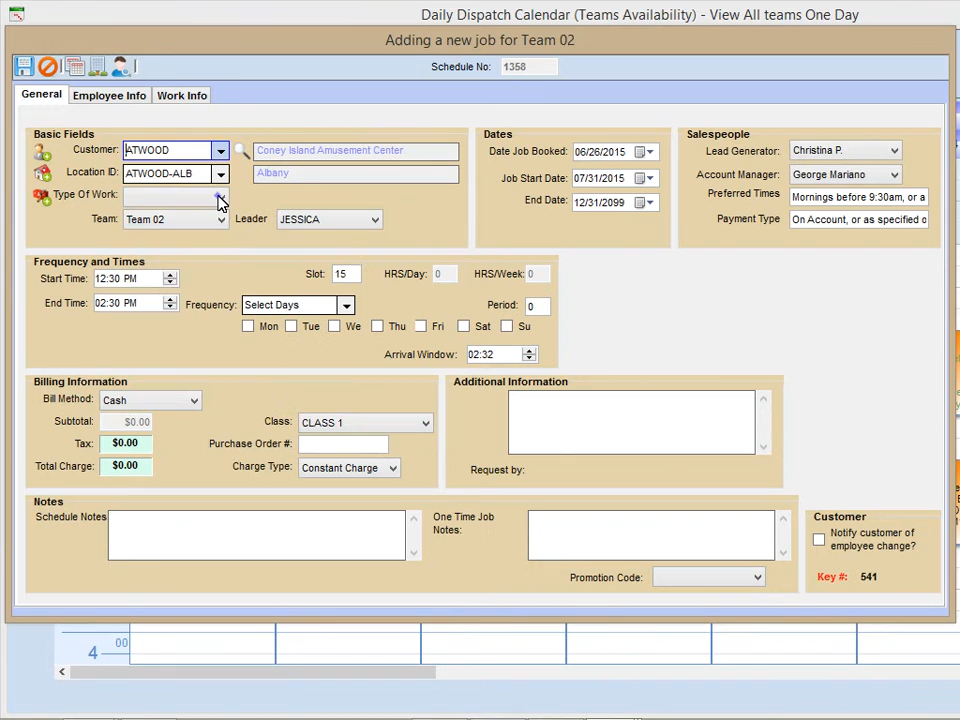 Daily Dispatch Calendar (Teams Availability) - View All teams One Day
Adding a new job for Team 02
Schedule No: 1358
General Employee Info Work Info
Basic Fields
Customer: ATWOOD Coney Island Amusement Center
Location ID: ATWOOD-ALB Albany
Type Of Work:
Team: Team 02 Leader JESSICA
Dates
Date Job Booked: 06/26/2015
Job Start Date: 07/31/2015
End Date: 12/31/2099
Salespeople
Lead Generator: Christina P.
Account Manager: George Mariano
Preferred Times Mornings before 9:30am, or a
Payment Type On Account, or as specified o
Frequency and Times
Start Time: 12:30 PM Slot: 15 HRS/Day: 0 HRS/Week: 0
End Time: 02:30 PM Frequency: Select Days Period: 0
Mon Tue We Thu Fri Sat Su
Arrival Window: 02:32
Billing Information
Bill Method: Cash
Subtotal: $0.00 Class: CLASS 1
Tax: $0.00 Purchase Order #:
Total Charge: $0.00 Charge Type: Constant Charge
Additional Information
Request by:
Notes
Schedule Notes
One Time Job
Notes:
Promotion Code:
Customer
Notify customer of
employee change?
Key #: 541
4 00